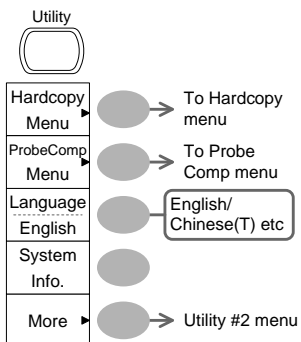 Utility
Hardcopy
Menu
To Hardcopy
menu
ProbeComp
Menu
To Probe
Comp menu
Language
English
English/
Chinese(T) etc
System
Info.
More
Utility #2 menu